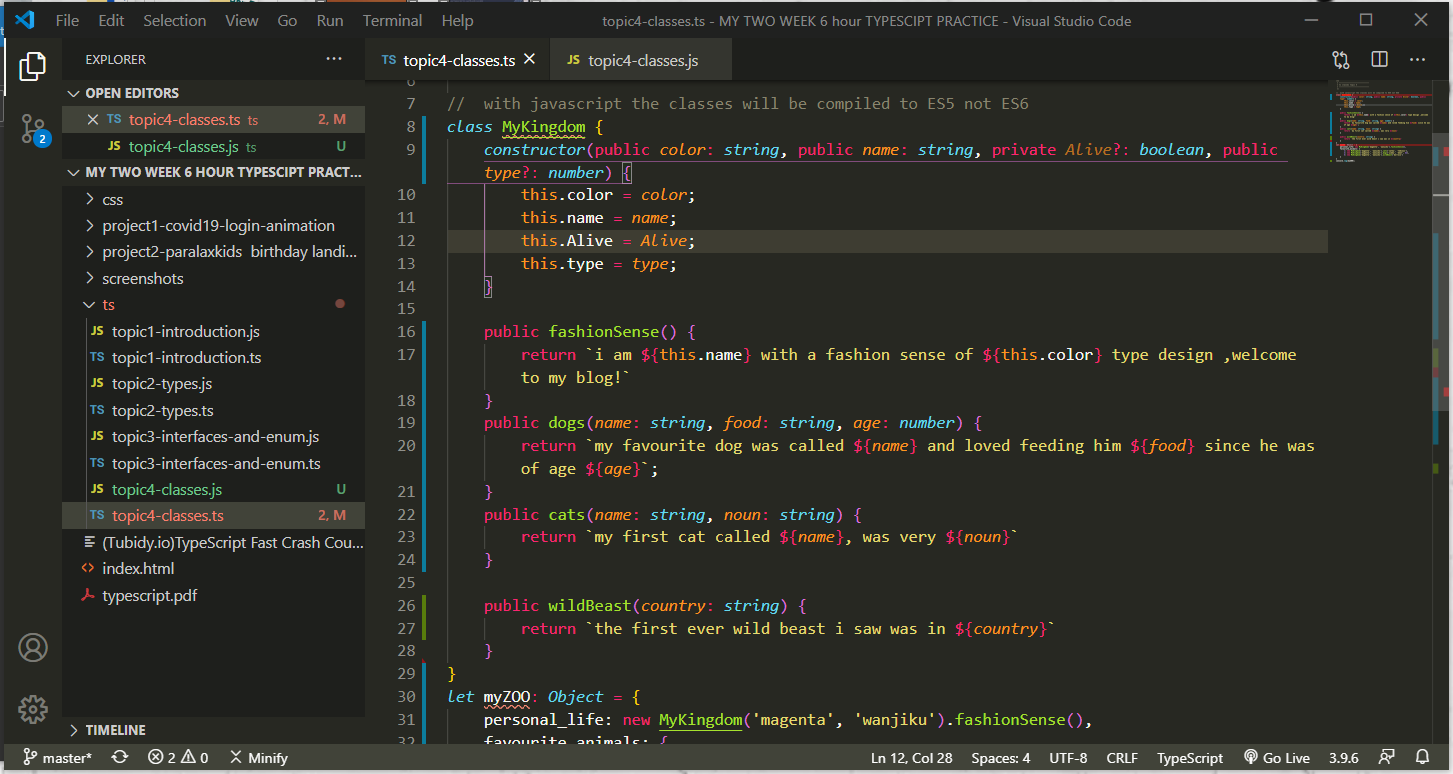 File Edit Selection View Go Run Terminal Help topic4-classes.ts - MY TWO WEEK 6 hour TYPESCIPT PRACTICE - Visual Studio Code
EXPLORER
OPEN EDITORS
TS topic4-classes.ts ts 2, M
JS topic4-classes.js ts U
MY TWO WEEK 6 HOUR TYPESCIPT PRACT...
css
project1-covid19-login-animation
project2-paralaxkids birthday landi...
screenshots
ts
JS topic1-introduction.js
TS topic1-introduction.ts
JS topic2-types.js
TS topic2-types.ts
JS topic3-interfaces-and-enum.js
TS topic3-interfaces-and-enum.ts
JS topic4-classes.js U
TS topic4-classes.ts 2, M
(Tubidy.io)TypeScript Fast Crash Cou...
index.html
typescript.pdf
TIMELINE
2
TS topic4-classes.ts
JS topic4-classes.js
7 // with javascript the classes will be compiled to ES5 not ES6
8 class MyKingdom {
9 constructor(public color: string, public name: string, private Alive?: boolean, public
type?: number) {
10 this.color = color;
11 this.name = name;
12 this.Alive = Alive;
13 this.type = type;
14 }
15
16 public fashionSense() {
17 return `i am ${this.name} with a fashion sense of ${this.color} type design ,welcome
to my blog!`
18 }
19 public dogs(name: string, food: string, age: number) {
20 return `my favourite dog was called ${name} and loved feeding him ${food} since he was
of age ${age}`;
21 }
22 public cats(name: string, noun: string) {
23 return `my first cat called ${name}, was very ${noun}`
24 }
25
26 public wildBeast(country: string) {
27 return `the first ever wild beast i saw was in ${country}`
28 }
29 }
30 let myZOO: Object = {
31 personal_life: new MyKingdom('magenta', 'wanjiku').fashionSense(),
32 favourite_animals: {
master* 2 0 Minify Ln 12, Col 28 Spaces: 4 UTF-8 CRLF TypeScript Go Live 3.9.6